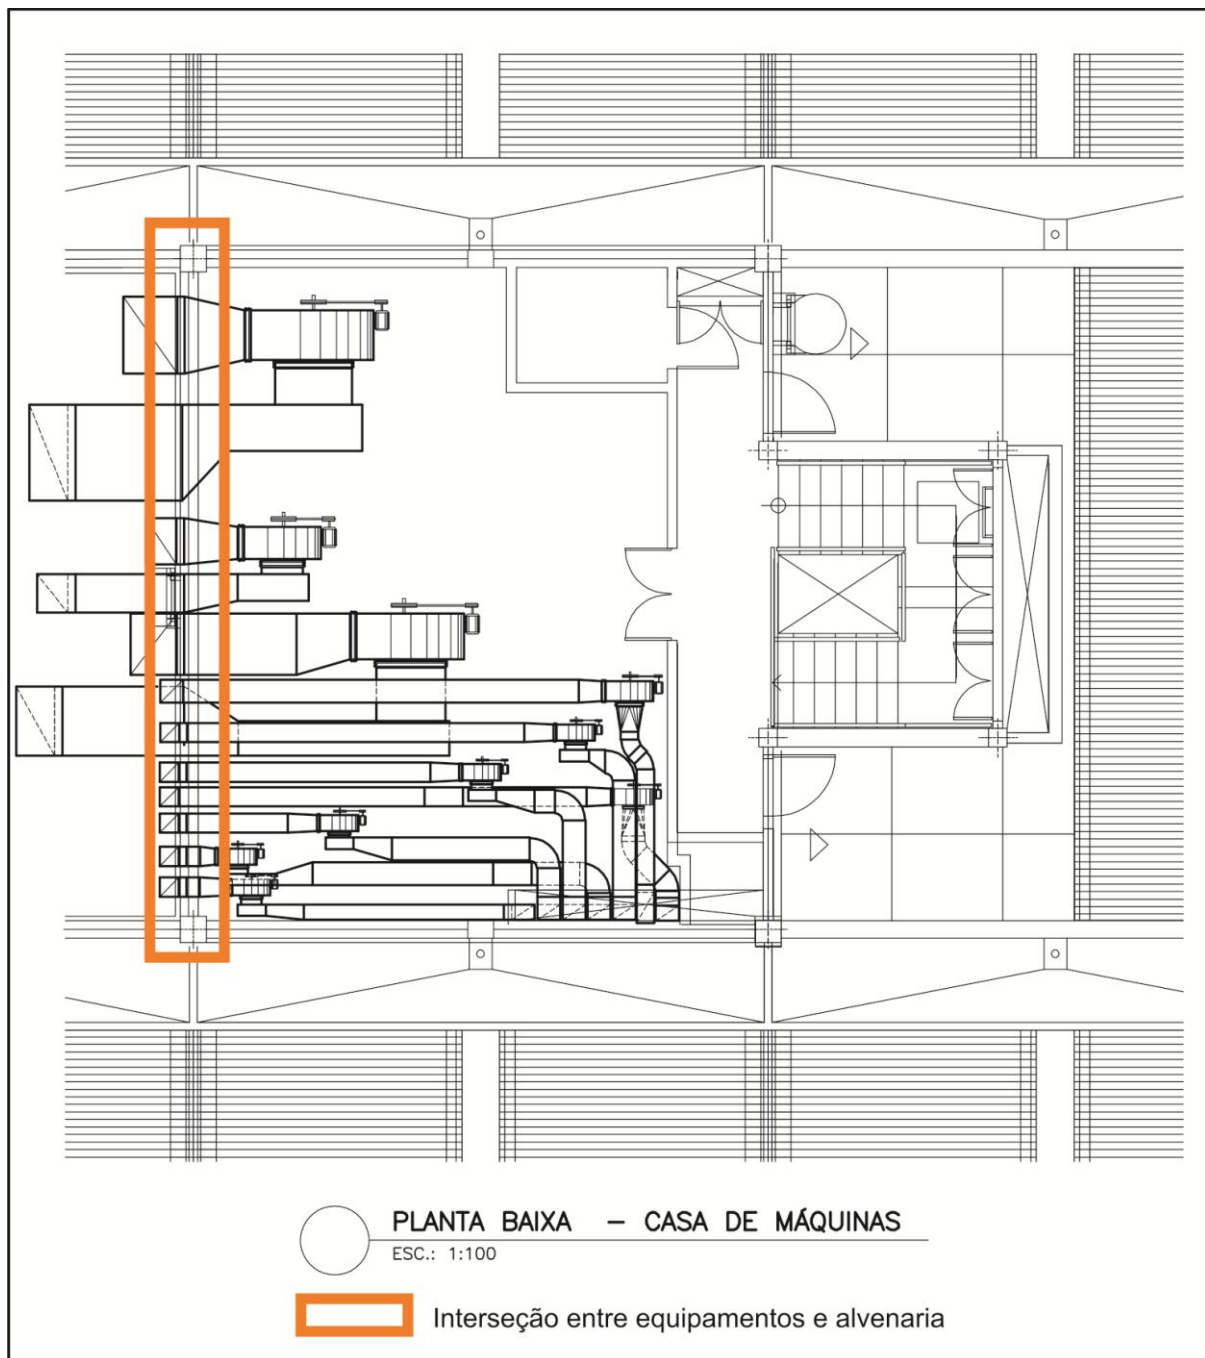 PLANTA BAIXA – CASA DE MÁQUINAS
ESC.: 1:100
Interseção entre equipamentos e alvenaria